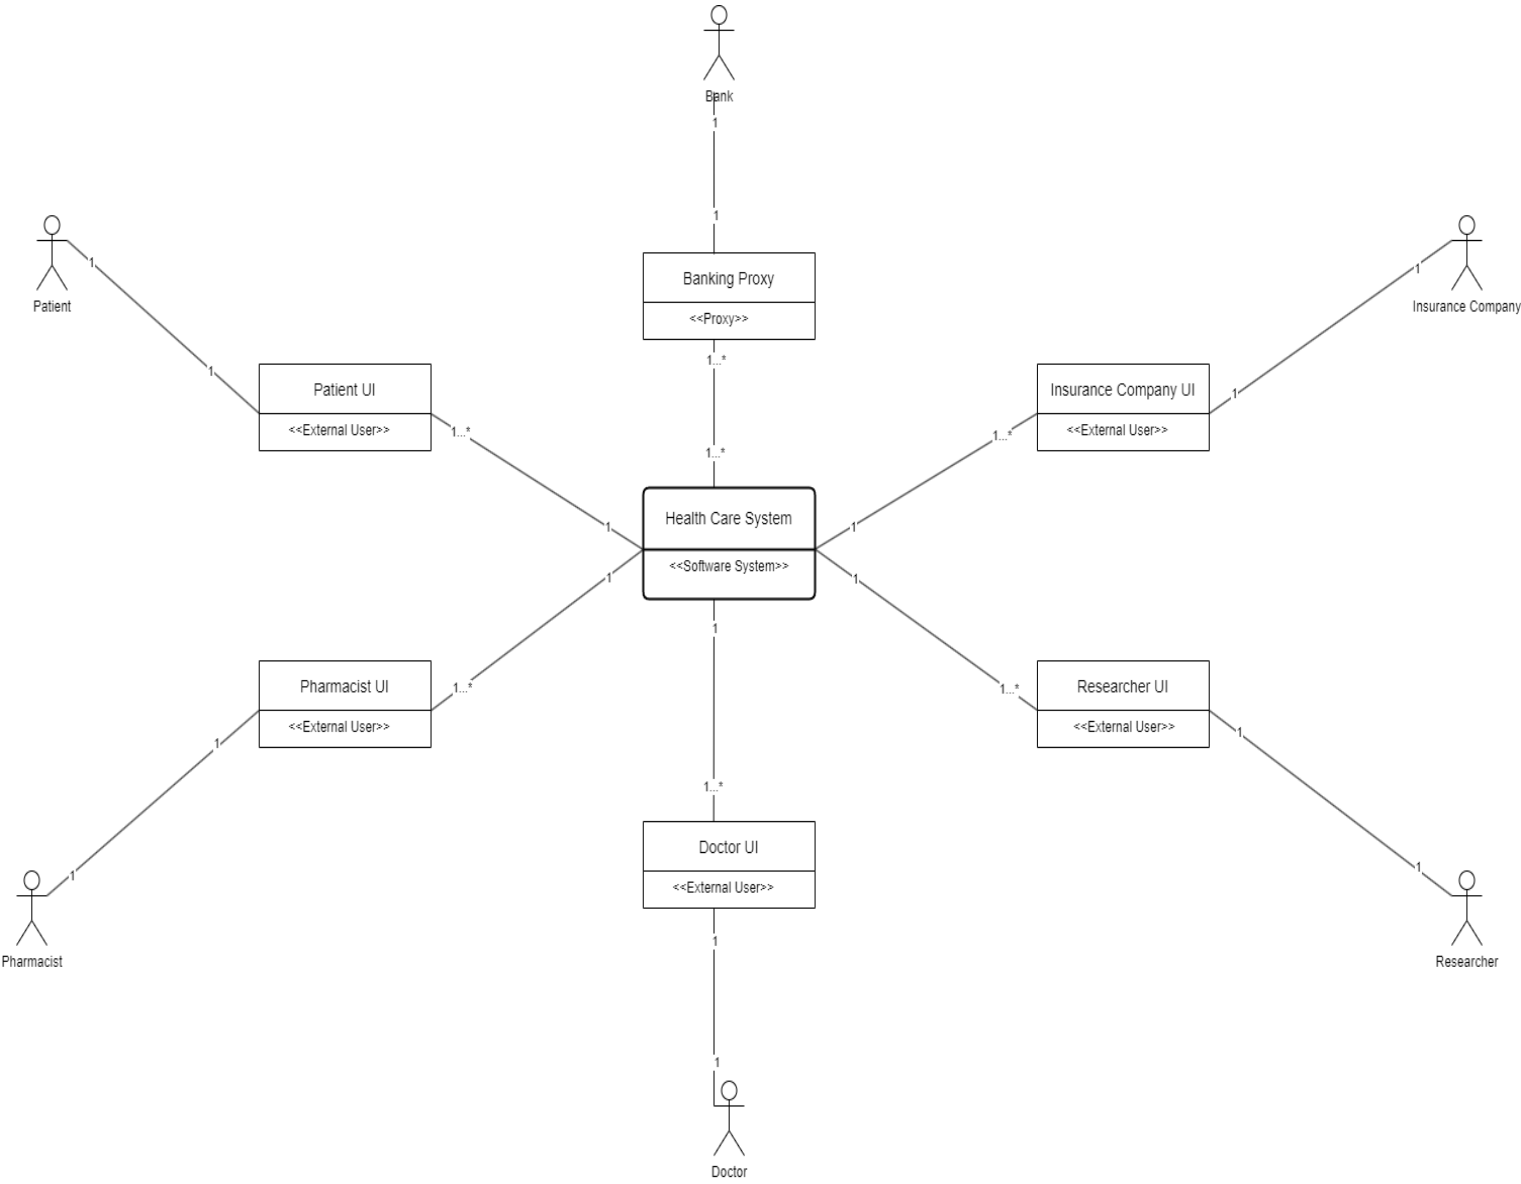 Bank
1
1
Banking Proxy
<<Proxy>>
1...*
1...*
Patient
1
1
Patient UI
<<External User>>
1...*
1
Insurance Company
1
1
Insurance Company UI
<<External User>>
1...*
1
Health Care System
<<Software System>>
1
1...*
Pharmacist UI
<<External User>>
1
1
Pharmacist
1
1...*
Doctor UI
<<External User>>
1
1
Doctor
1
1...*
Researcher UI
<<External User>>
1
1
Researcher